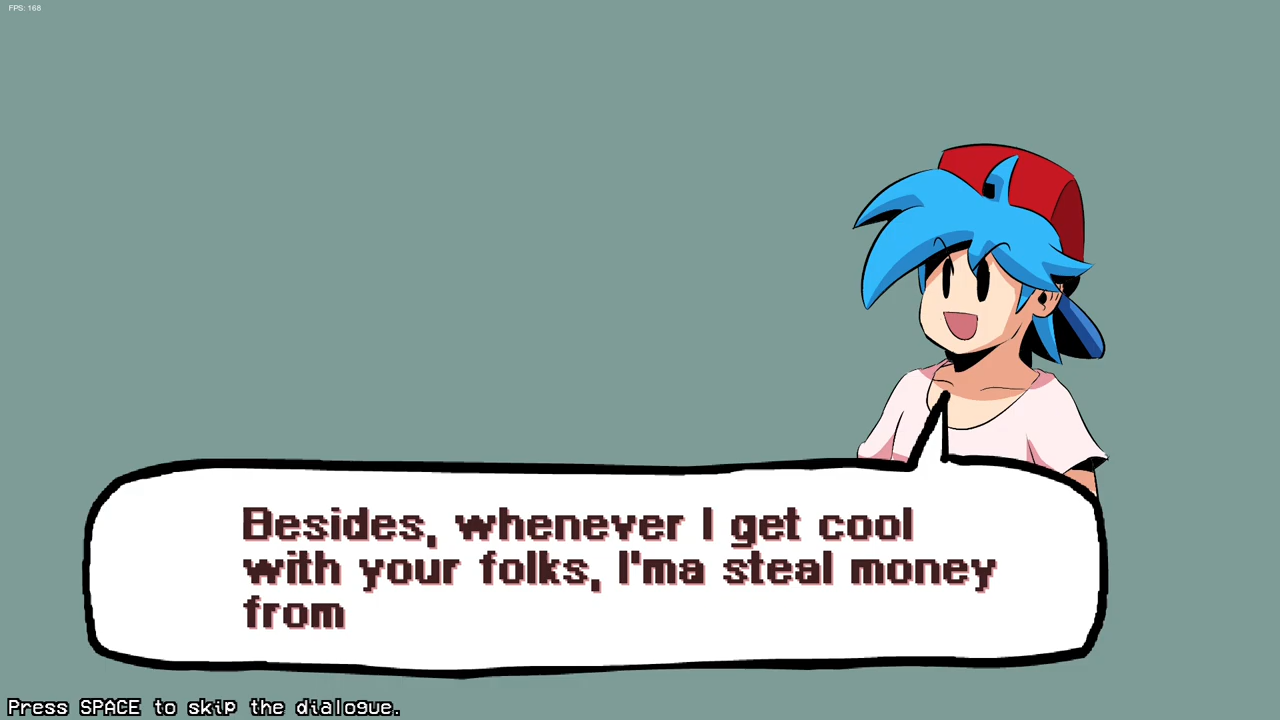 FPS: 168
Besides, whenever I get cool
with your folks, I'ma steal money
from
Press SPACE to skip the dialogue.